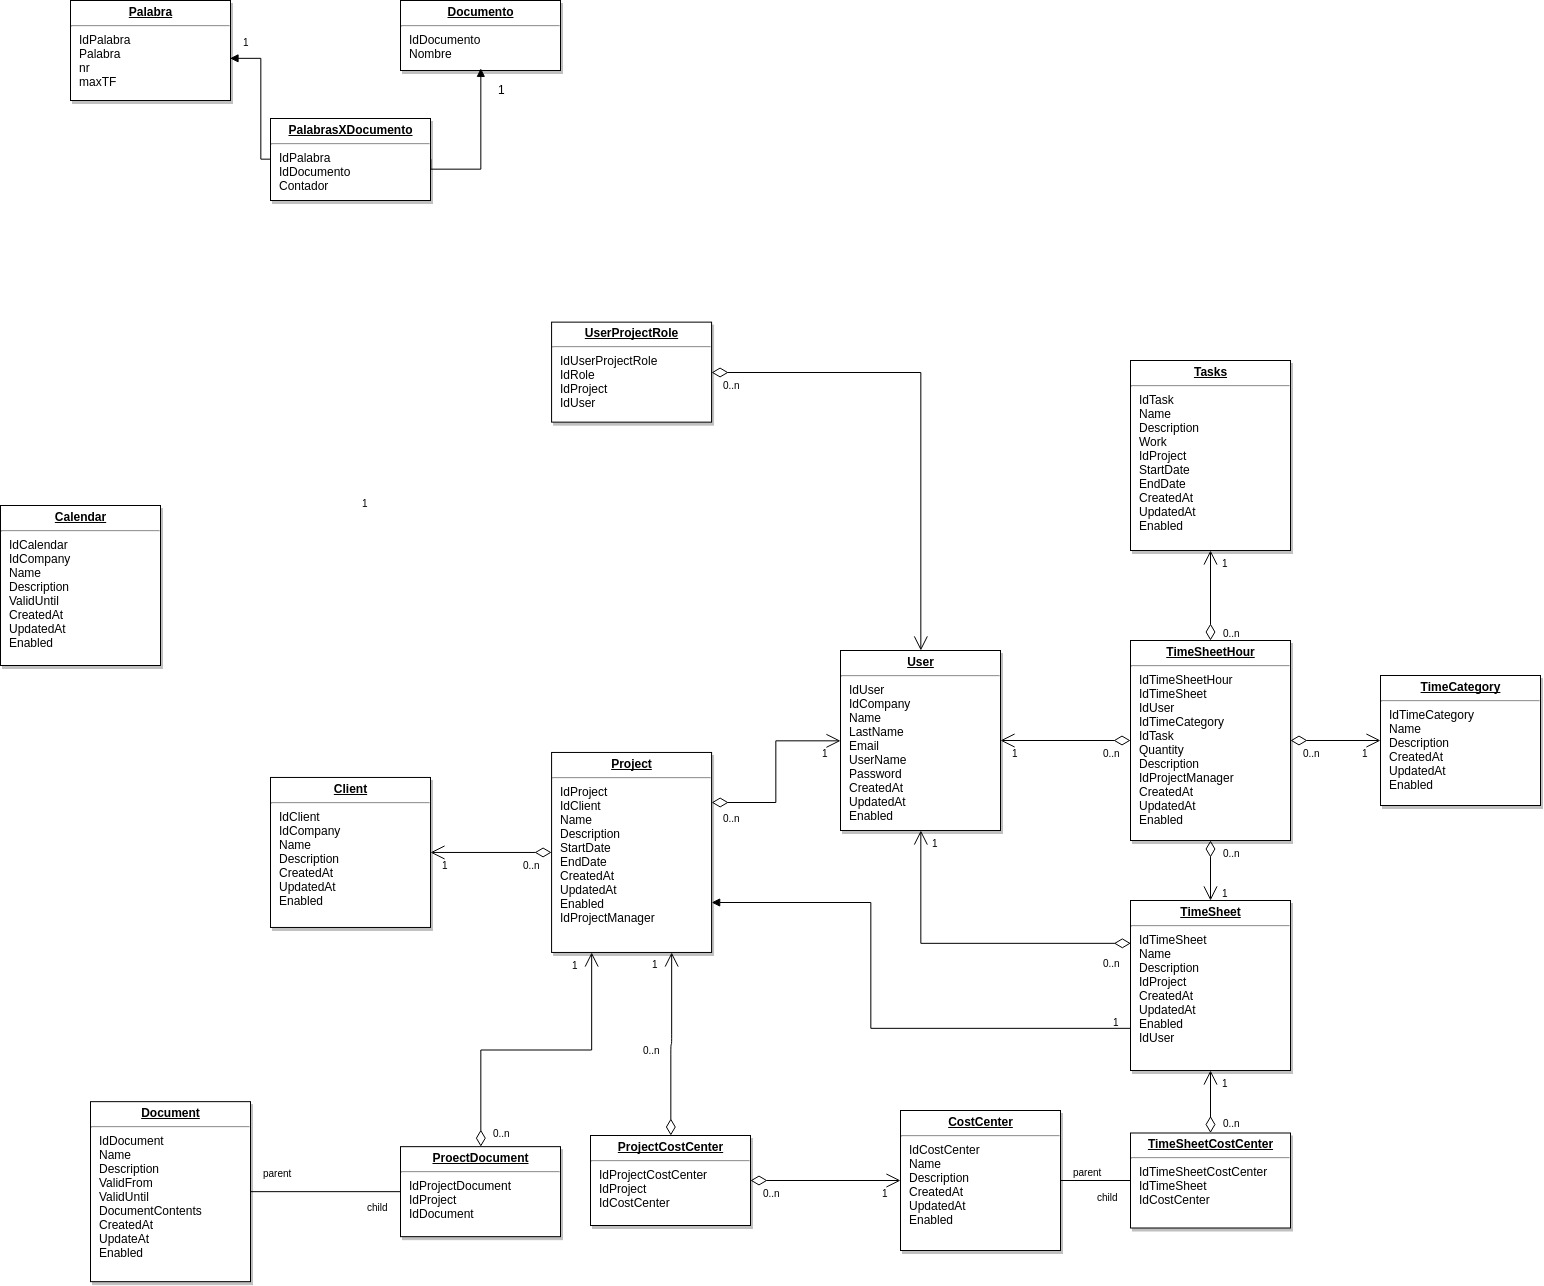 Palabra
IdPalabra
Palabra
nr
maxTF
1
Documento
IdDocumento
Nombre
1
PalabrasXDocumento
IdPalabra
IdDocumento
Contador
UserProjectRole
IdUserProjectRole
IdRole
IdProject
IdUser
0..n
Tasks
IdTask
Name
Description
Work
IdProject
StartDate
EndDate
CreatedAt
UpdatedAt
Enabled
1
0..n
Calendar
IdCalendar
IdCompany
Name
Description
ValidUntil
CreatedAt
UpdatedAt
Enabled
1
User
IdUser
IdCompany
Name
LastName
Email
UserName
Password
CreatedAt
UpdatedAt
Enabled
1
1
0..n
1
TimeSheetHour
IdTimeSheetHour
IdTimeSheet
IdUser
IdTimeCategory
IdTask
Quantity
Description
IdProjectManager
CreatedAt
UpdatedAt
Enabled
0..n
1
0..n
1
TimeCategory
IdTimeCategory
Name
Description
CreatedAt
UpdatedAt
Enabled
Client
IdClient
IdCompany
Name
Description
CreatedAt
UpdatedAt
Enabled
1
0..n
Project
IdProject
IdClient
Name
Description
StartDate
EndDate
CreatedAt
UpdatedAt
Enabled
IdProjectManager
0..n
1
1
TimeSheet
IdTimeSheet
Name
Description
IdProject
CreatedAt
UpdatedAt
Enabled
IdUser
0..n
1
1
0..n
Document
IdDocument
Name
Description
ValidFrom
ValidUntil
DocumentContents
CreatedAt
UpdateAt
Enabled
parent
child
0..n
ProectDocument
IdProjectDocument
IdProject
IdDocument
0..n
ProjectCostCenter
IdProjectCostCenter
IdProject
IdCostCenter
0..n
1
CostCenter
IdCostCenter
Name
Description
CreatedAt
UpdatedAt
Enabled
parent
child
TimeSheetCostCenter
IdTimeSheetCostCenter
IdTimeSheet
IdCostCenter